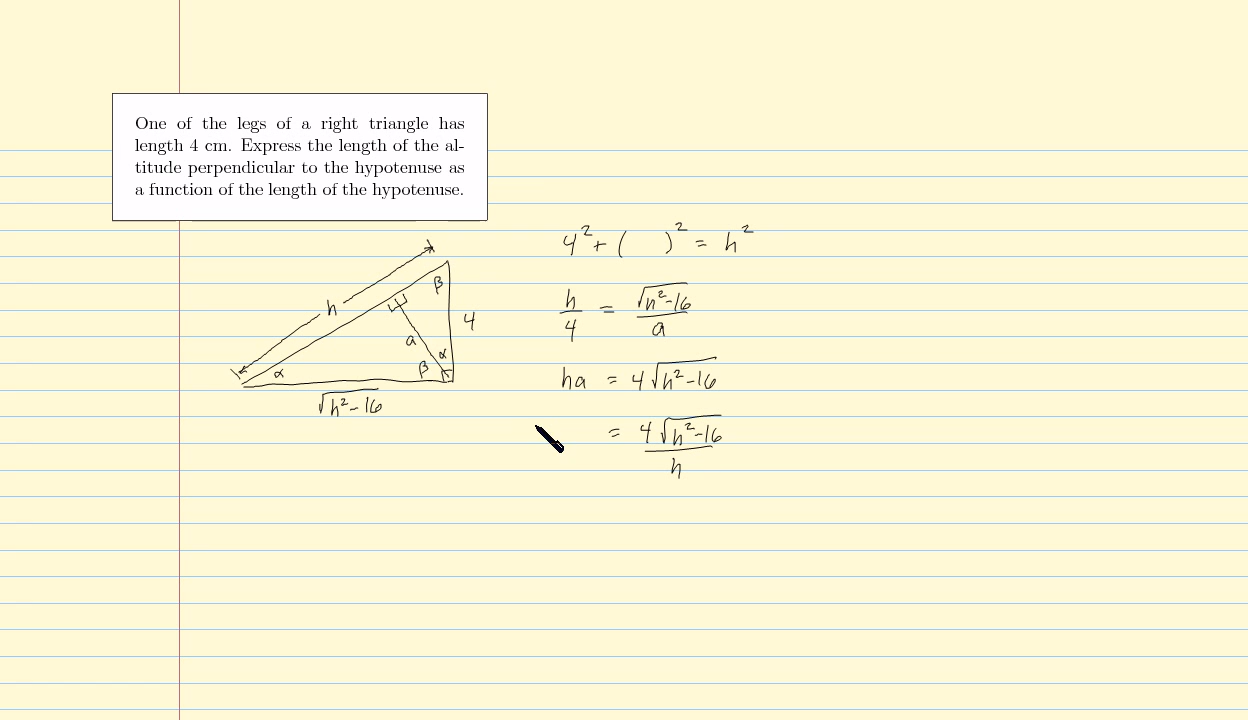 One of the legs of a right triangle has
length 4 cm. Express the length of the al-
titude perpendicular to the hypotenuse as
a function of the length of the hypotenuse.
4² + ( )² = h²
h/4 = √(h²-16)/a
ha = 4√(h²-16)
= 4√(h²-16)/h
h
β
4
a
α
α
β
√(h²-16)